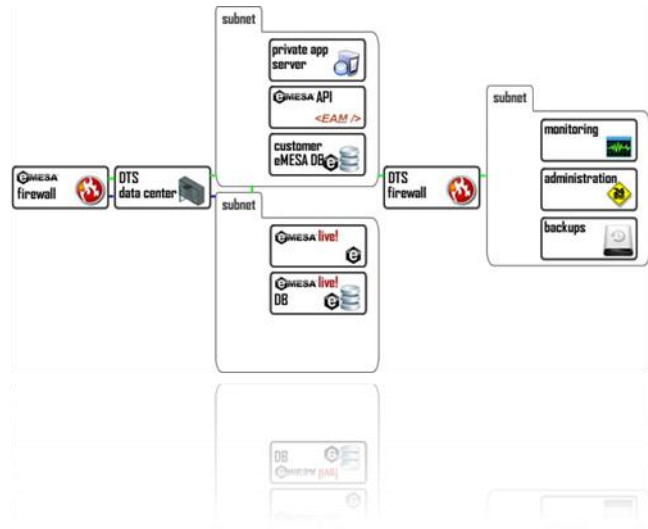 subnet
private app
server
eMESA API
<EAM />
customer
eMESA DB
eMESA
firewall
DTS
data center
subnet
eMESA live!
eMESA live!
DB
DTS
firewall
subnet
monitoring
administration
backups